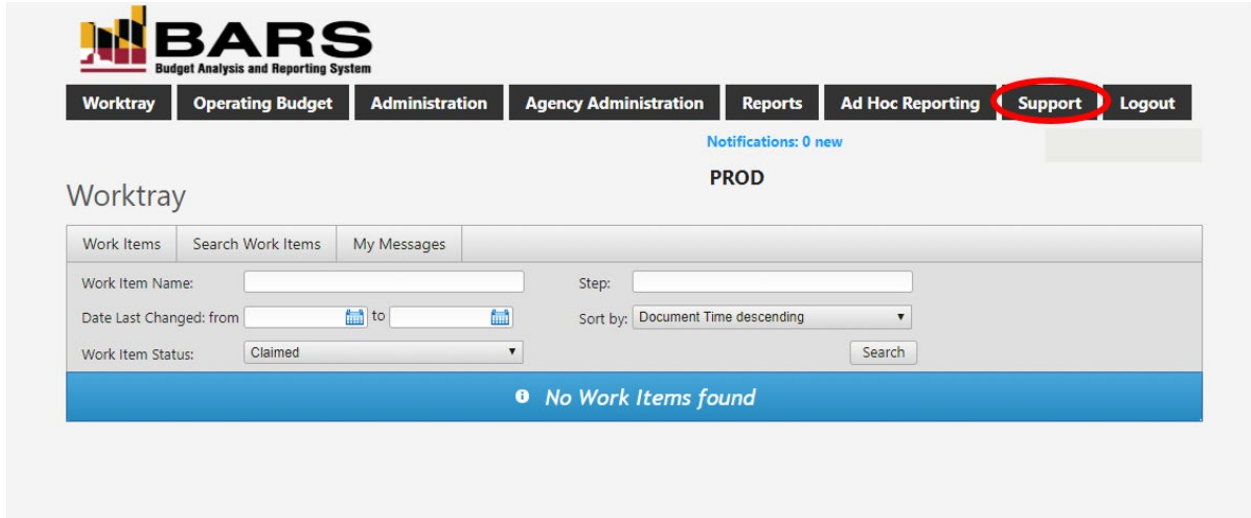 BARS
Budget Analysis and Reporting System
Worktray Operating Budget Administration Agency Administration Reports Ad Hoc Reporting Support Logout
Notifications: 0 new
PROD
Worktray
Work Items Search Work Items My Messages
Work Item Name: Step:
Date Last Changed: from to Sort by: Document Time descending
Work Item Status: Claimed Search
No Work Items found